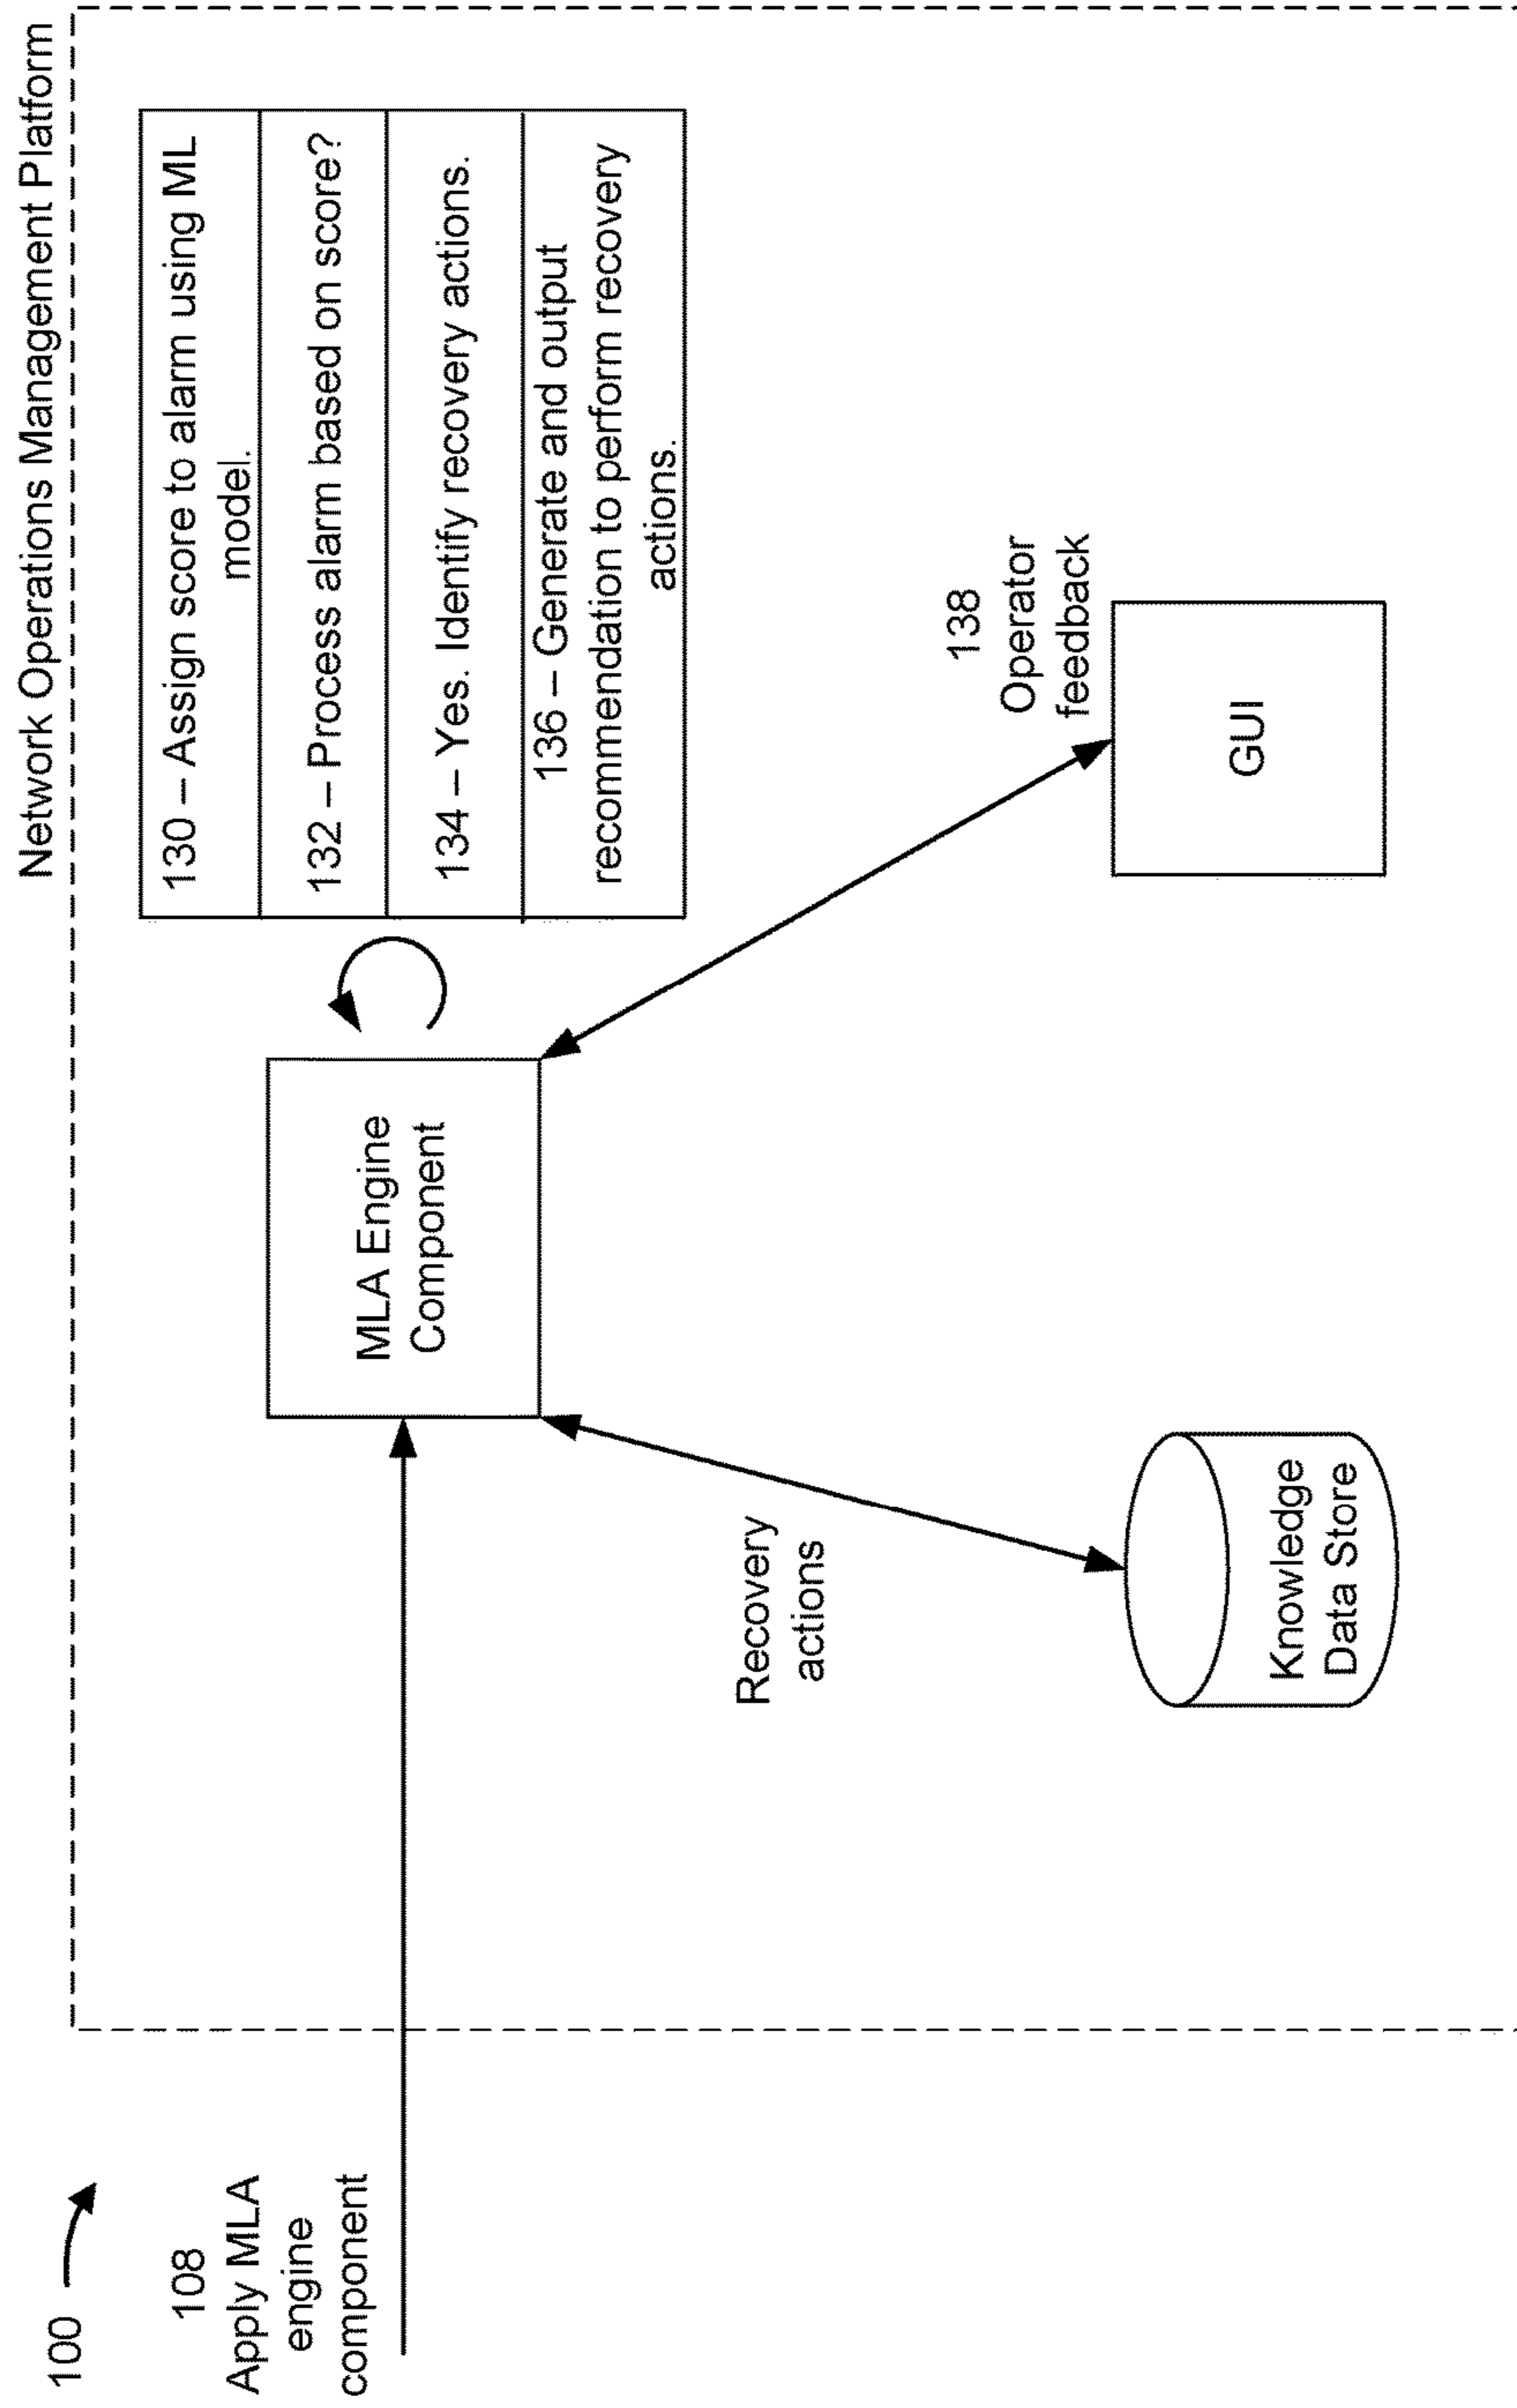 100
108
Apply MLA
engine
component
Network Operations Management Platform
MLA Engine
Component
130 – Assign score to alarm using ML
model.
132 – Process alarm based on score?
134 – Yes. Identify recovery actions.
136 – Generate and output
recommendation to perform recovery
actions.
Recovery
actions
138
Operator
feedback
Knowledge
Data Store
GUI